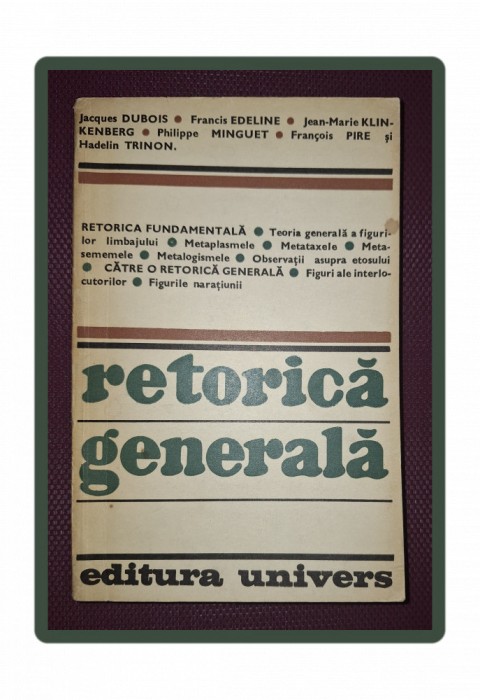 Jacques DUBOIS ● Francis EDELINE ● Jean-Marie KLIN-
KENBERG ● Philippe MINGUET ● François PIRE și
Hadelin TRINON.
RETORICA FUNDAMENTALĂ ● Teoria generală a figuri-
lor limbajului ● Metaplasmele ● Metataxele ● Meta-
sememele ● Metalogismele ● Observații asupra etosului
● CĂTRE O RETORICĂ GENERALĂ ● Figuri ale interlo-
cutorilor ● Figurile narațiunii
retorică
generală
editura univers